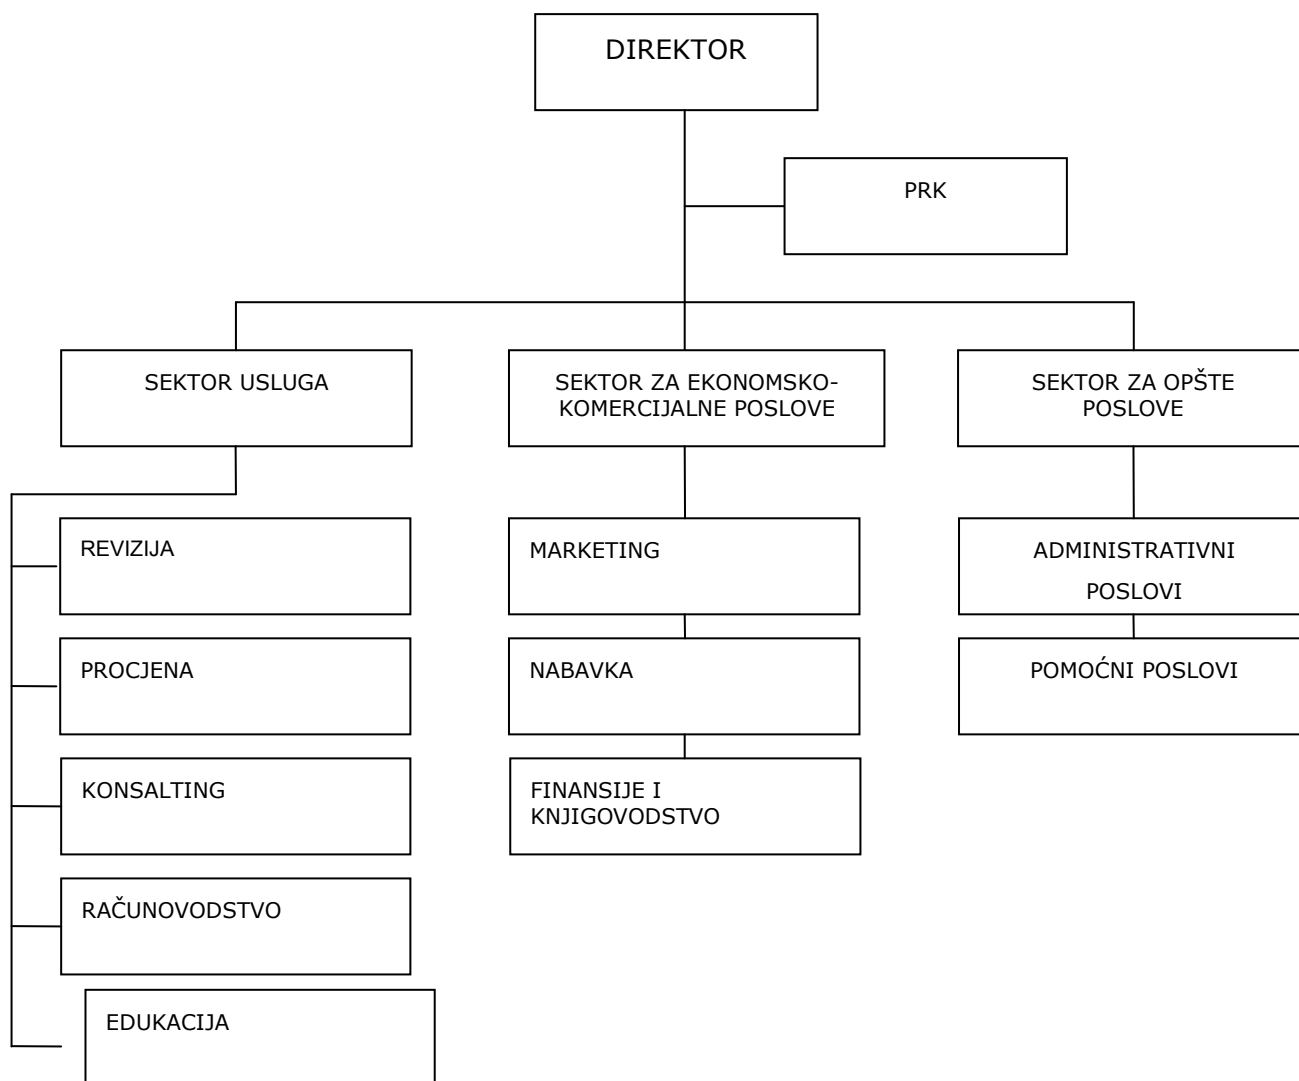 DIREKTOR
PRK
SEKTOR USLUGA
SEKTOR ZA EKONOMSKO-
KOMERCIJALNE POSLOVE
SEKTOR ZA OPŠTE
POSLOVE
REVIZIJA
PROCJENA
KONSALTING
RAČUNOVODSTVO
EDUKACIJA
MARKETING
NABAVKA
FINANSIJE I
KNJIGOVODSTVO
ADMINISTRATIVNI
POSLOVI
POMOĆNI POSLOVI